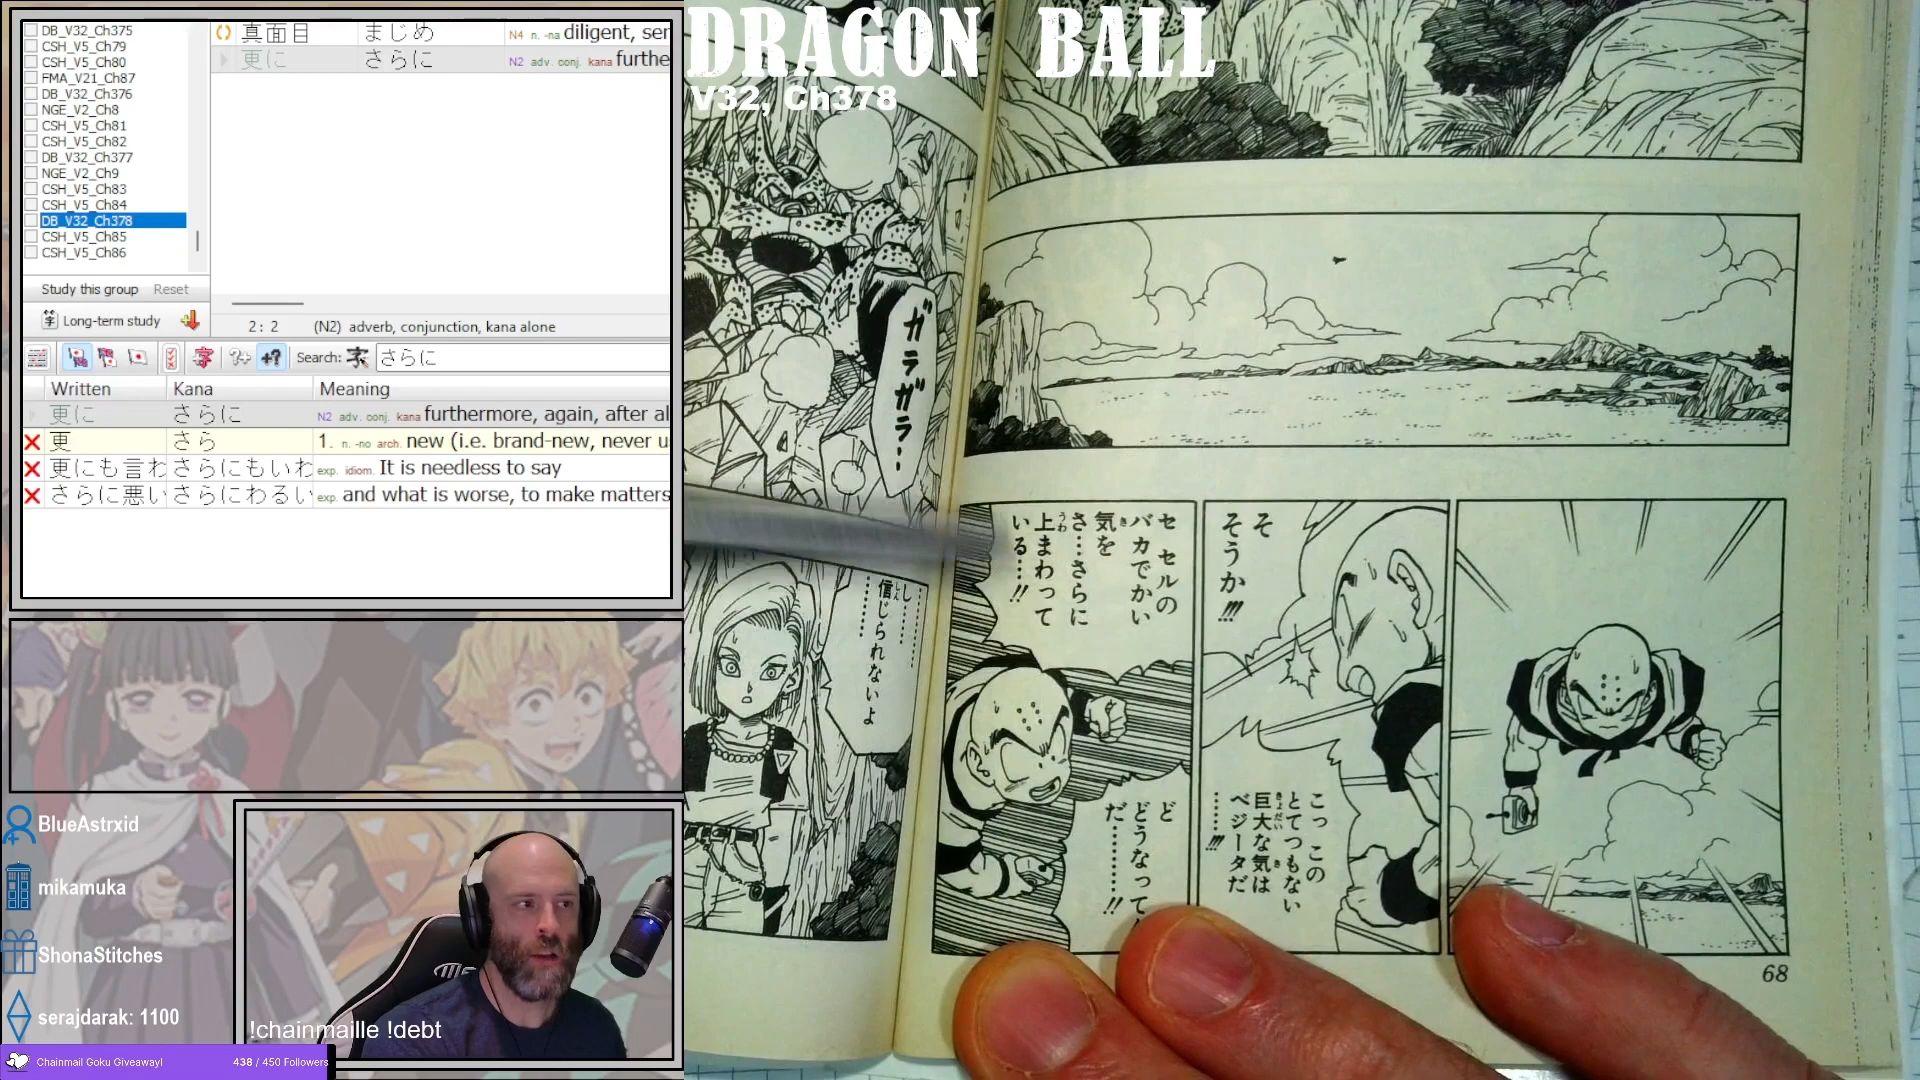 DB_V32_Ch375
CSH_V5_Ch79
CSH_V5_Ch80
FMA_V21_Ch87
DB_V32_Ch376
NGE_V2_Ch8
CSH_V5_Ch81
CSH_V5_Ch82
DB_V32_Ch377
NGE_V2_Ch9
CSH_V5_Ch83
CSH_V5_Ch84
DB_V32_Ch378
CSH_V5_Ch85
CSH_V5_Ch86
Study this group Reset
Long-term study
真面目 まじめ N4 n. -na diligent, ser
更に さらに N2 adv. conj. kana furthe
2: 2 (N2) adverb, conjunction, kana alone
Search: さらに
Written Kana Meaning
更に さらに N2 adv. conj. kana furthermore, again, after al
更 さら 1. n. -no arch. new (i.e. brand-new, never u
更にも言わ さらにもいわ exp. idiom. It is needless to say
さらに悪い さらにわるい exp. and what is worse, to make matters
DRAGON BALL
V32, Ch378
そ
そうか!!!
こっ この
とてつもない
巨大な気は
ベジータだ
……!!!
セ セルの
バカでかい
気を
さ…さらに
上まわって
いる…!!
ど
どうなって
だ………!!
ガラガラ…
し……
信じられないよ
……
68
BlueAstrxid
mikamuka
ShonaStitches
serajdarak: 1100
!chainmaille !debt
Chainmail Goku Giveaway! 438 / 450 Followers